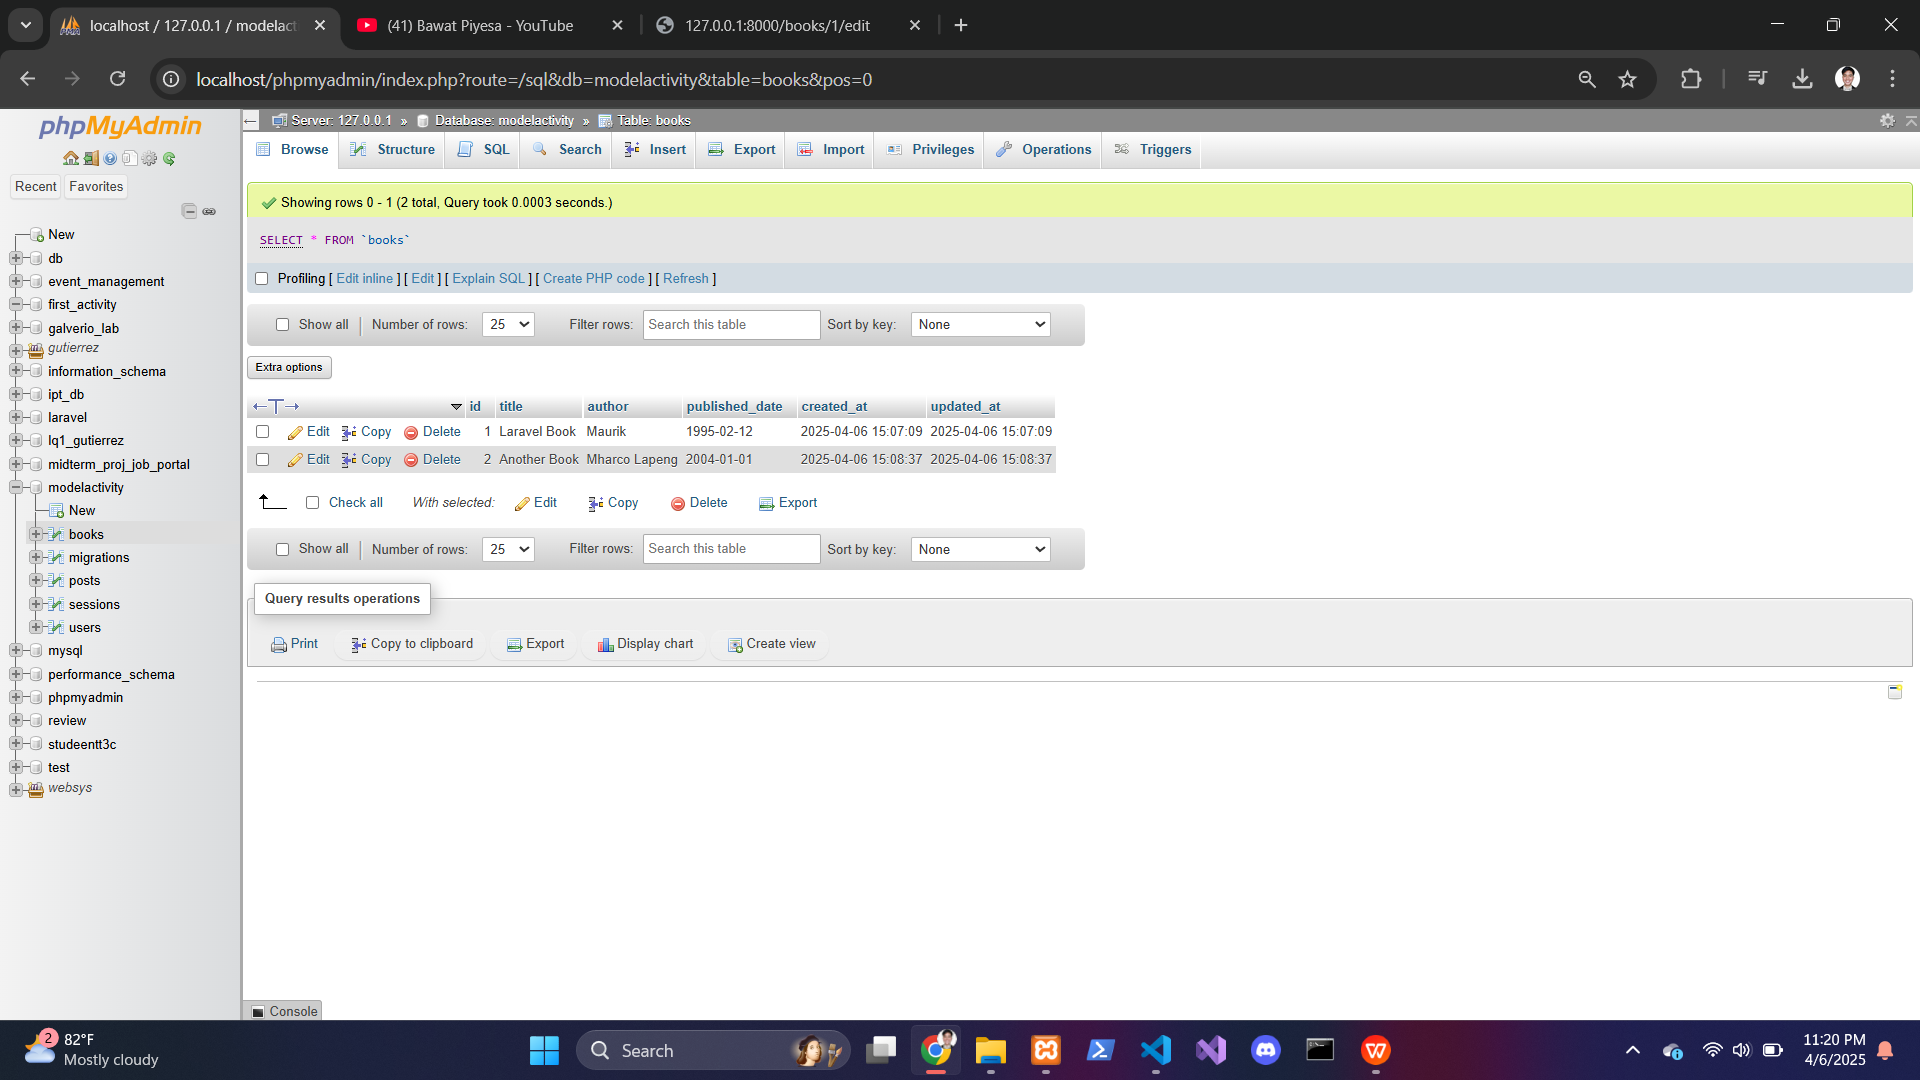 localhost / 127.0.0.1 / modelact
(41) Bawat Piyesa - YouTube
127.0.0.1:8000/books/1/edit
localhost/phpmyadmin/index.php?route=/sql&db=modelactivity&table=books&pos=0
phpMyAdmin
Recent
Favorites
New
db
event_management
first_activity
galverio_lab
gutierrez
information_schema
ipt_db
laravel
lq1_gutierrez
midterm_proj_job_portal
modelactivity
New
books
migrations
posts
sessions
users
mysql
performance_schema
phpmyadmin
review
studeentt3c
test
websys
Server: 127.0.0.1 » Database: modelactivity » Table: books
Browse Structure SQL Search Insert Export Import Privileges Operations Triggers
Showing rows 0 - 1 (2 total, Query took 0.0003 seconds.)
SELECT * FROM `books`
Profiling [ Edit inline ] [ Edit ] [ Explain SQL ] [ Create PHP code ] [ Refresh ]
Show all Number of rows: 25 Filter rows: Search this table Sort by key: None
Extra options
id title author published_date created_at updated_at
Edit Copy Delete 1 Laravel Book Maurik 1995-02-12 2025-04-06 15:07:09 2025-04-06 15:07:09
Edit Copy Delete 2 Another Book Mharco Lapeng 2004-01-01 2025-04-06 15:08:37 2025-04-06 15:08:37
Check all With selected: Edit Copy Delete Export
Show all Number of rows: 25 Filter rows: Search this table Sort by key: None
Query results operations
Print Copy to clipboard Export Display chart Create view
Console
2
82°F
Mostly cloudy
Search
11:20 PM
4/6/2025